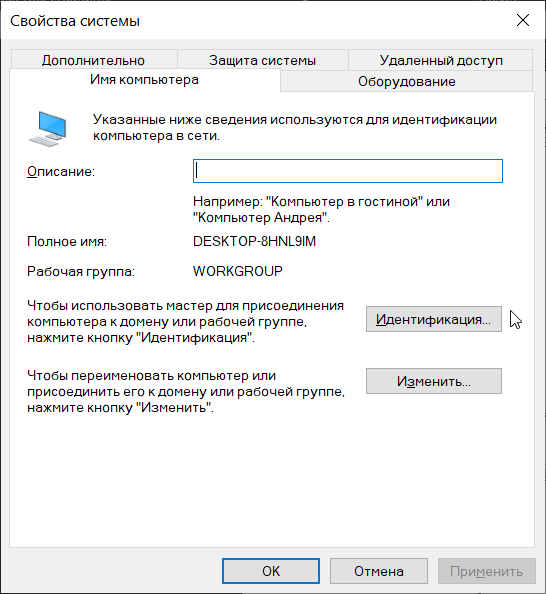 Свойства системы
Дополнительно
Защита системы
Удаленный доступ
Имя компьютера
Оборудование
Указанные ниже сведения используются для идентификации
компьютера в сети.
Описание:
Например: "Компьютер в гостиной" или
"Компьютер Андрея".
Полное имя:
DESKTOP-8HNL9IM
Рабочая группа:
WORKGROUP
Чтобы использовать мастер для присоединения
компьютера к домену или рабочей группе,
нажмите кнопку "Идентификация".
Идентификация...
Чтобы переименовать компьютер или
присоединить его к домену или рабочей группе,
нажмите кнопку "Изменить".
Изменить...
ОК
Отмена
Применить